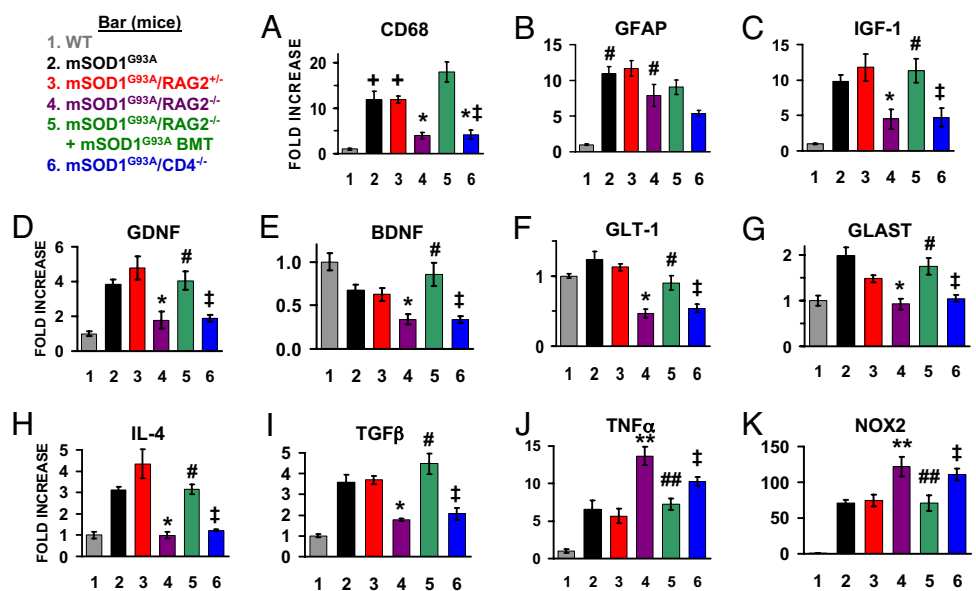 Bar (mice)
1. WT
2. mSOD1G93A
3. mSOD1G93A/RAG2+/-
4. mSOD1G93A/RAG2-/-
5. mSOD1G93A/RAG2-/-
+ mSOD1G93A BMT
6. mSOD1G93A/CD4-/-
A
CD68
FOLD INCREASE
20
10
0
+ + * *‡
1 2 3 4 5 6
B
GFAP
15
10
5
0
# #
1 2 3 4 5 6
C
IGF-1
15
10
5
0
* # ‡
1 2 3 4 5 6
D
GDNF
FOLD INCREASE
6
4
2
0
* # ‡
1 2 3 4 5 6
E
BDNF
1.0
0.5
0.0
* # ‡
1 2 3 4 5 6
F
GLT-1
1
0
* # ‡
1 2 3 4 5 6
G
GLAST
2
1
0
* # ‡
1 2 3 4 5 6
H
IL-4
FOLD INCREASE
5
4
3
2
1
0
* # ‡
1 2 3 4 5 6
I
TGFβ
5
4
3
2
1
0
* # ‡
1 2 3 4 5 6
J
TNFα
15
10
5
0
** ## ‡
1 2 3 4 5 6
K
NOX2
150
100
50
0
** ## ‡
1 2 3 4 5 6